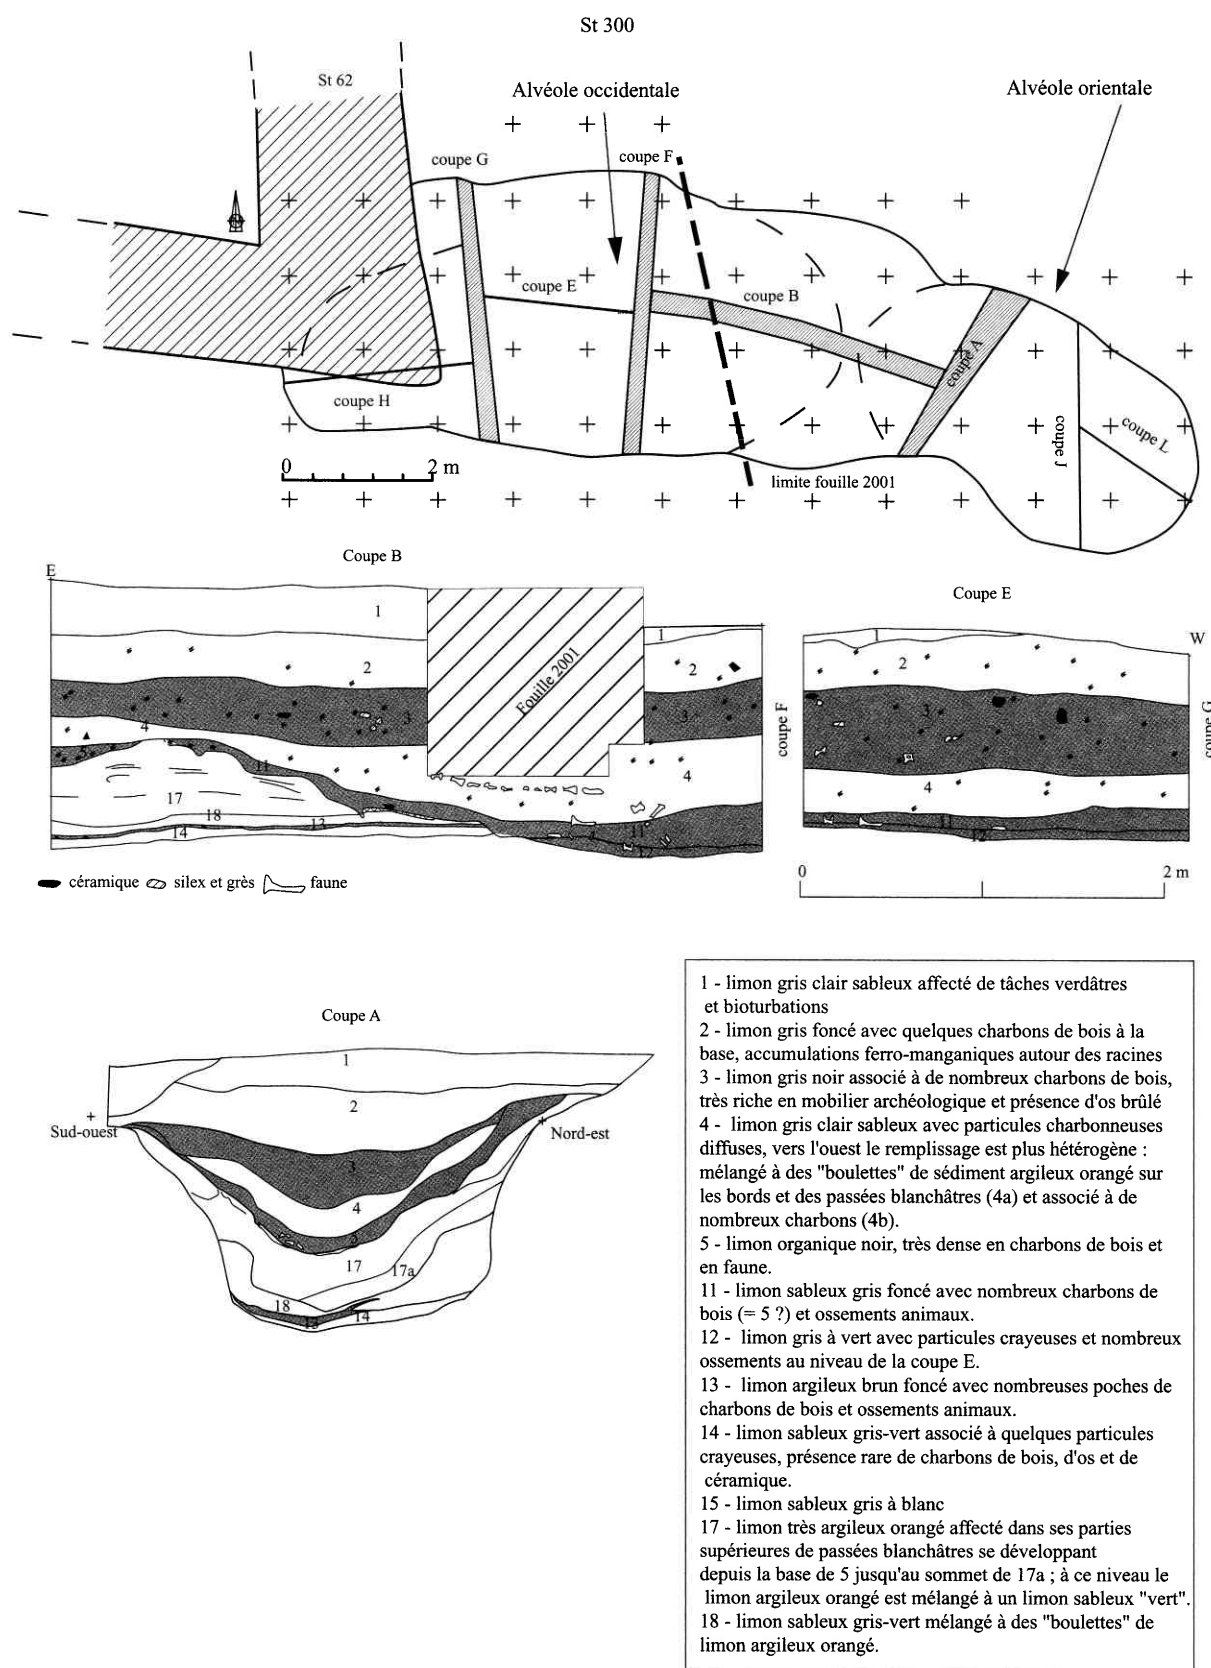 St 300
St 62
Alvéole occidentale
Alvéole orientale
coupe G
coupe F
coupe E
coupe B
coupe A
coupe H
coupe J
coupe L
0 2 m
limite fouille 2001
Coupe B
E
1
2
3
4
5
11
17
18
13
14
Fouille 2001
1
2
3
4
11
12
coupe F
Coupe E
W
1
2
3
4
11
12
coupe G
céramique silex et grès faune
0 2 m
Coupe A
1
2
Sud-ouest
Nord-est
3
4
5
17
17a
18
13
14
1 - limon gris clair sableux affecté de tâches verdâtres
et bioturbations
2 - limon gris foncé avec quelques charbons de bois à la
base, accumulations ferro-manganiques autour des racines
3 - limon gris noir associé à de nombreux charbons de bois,
très riche en mobilier archéologique et présence d'os brûlé
4 - limon gris clair sableux avec particules charbonneuses
diffuses, vers l'ouest le remplissage est plus hétérogène :
mélangé à des "boulettes" de sédiment argileux orangé sur
les bords et des passées blanchâtres (4a) et associé à de
nombreux charbons (4b).
5 - limon organique noir, très dense en charbons de bois et
en faune.
11 - limon sableux gris foncé avec nombreux charbons de
bois (= 5 ?) et ossements animaux.
12 - limon gris à vert avec particules crayeuses et nombreux
ossements au niveau de la coupe E.
13 - limon argileux brun foncé avec nombreuses poches de
charbons de bois et ossements animaux.
14 - limon sableux gris-vert associé à quelques particules
crayeuses, présence rare de charbons de bois, d'os et de
céramique.
15 - limon sableux gris à blanc
17 - limon très argileux orangé affecté dans ses parties
supérieures de passées blanchâtres se développant
depuis la base de 5 jusqu'au sommet de 17a ; à ce niveau le
limon argileux orangé est mélangé à un limon sableux "vert".
18 - limon sableux gris-vert mélangé à des "boulettes" de
limon argileux orangé.